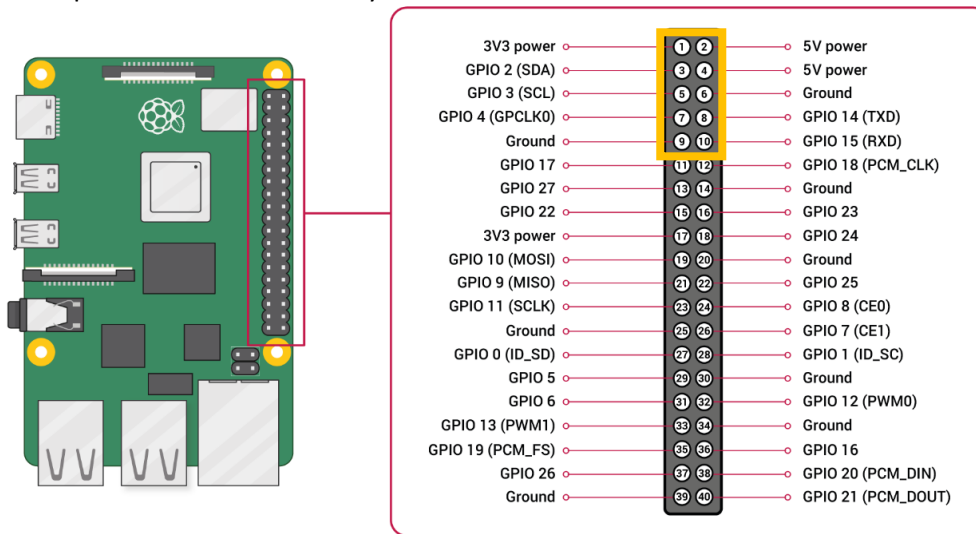 3V3 power 1 2 5V power
GPIO 2 (SDA) 3 4 5V power
GPIO 3 (SCL) 5 6 Ground
GPIO 4 (GPCLK0) 7 8 GPIO 14 (TXD)
Ground 9 10 GPIO 15 (RXD)
GPIO 17 11 12 GPIO 18 (PCM_CLK)
GPIO 27 13 14 Ground
GPIO 22 15 16 GPIO 23
3V3 power 17 18 GPIO 24
GPIO 10 (MOSI) 19 20 Ground
GPIO 9 (MISO) 21 22 GPIO 25
GPIO 11 (SCLK) 23 24 GPIO 8 (CE0)
Ground 25 26 GPIO 7 (CE1)
GPIO 0 (ID_SD) 27 28 GPIO 1 (ID_SC)
GPIO 5 29 30 Ground
GPIO 6 31 32 GPIO 12 (PWM0)
GPIO 13 (PWM1) 33 34 Ground
GPIO 19 (PCM_FS) 35 36 GPIO 16
GPIO 26 37 38 GPIO 20 (PCM_DIN)
Ground 39 40 GPIO 21 (PCM_DOUT)